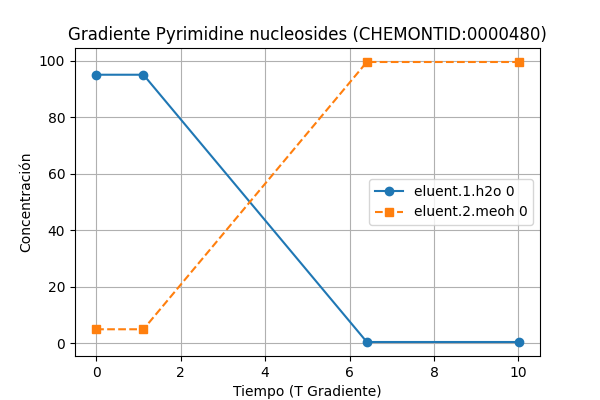 Gradiente Pyrimidine nucleosides (CHEMONTID:0000480)
100
80
60
40
20
0
Concentración
eluent.1.h2o 0
eluent.2.meoh 0
0 2 4 6 8 10
Tiempo (T Gradiente)